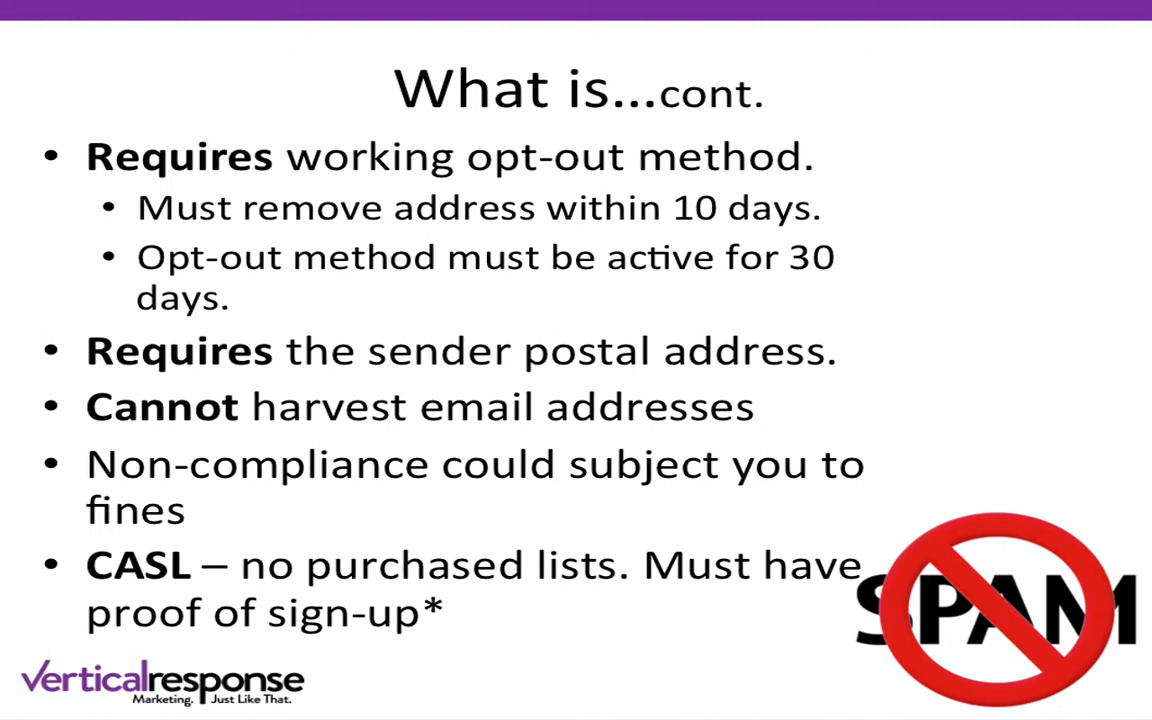 What is...cont.
• Requires working opt-out method.
• Must remove address within 10 days.
• Opt-out method must be active for 30
days.
• Requires the sender postal address.
• Cannot harvest email addresses
• Non-compliance could subject you to
fines
• CASL – no purchased lists. Must have
proof of sign-up*
SPAM
verticalresponse
Marketing. Just Like That.